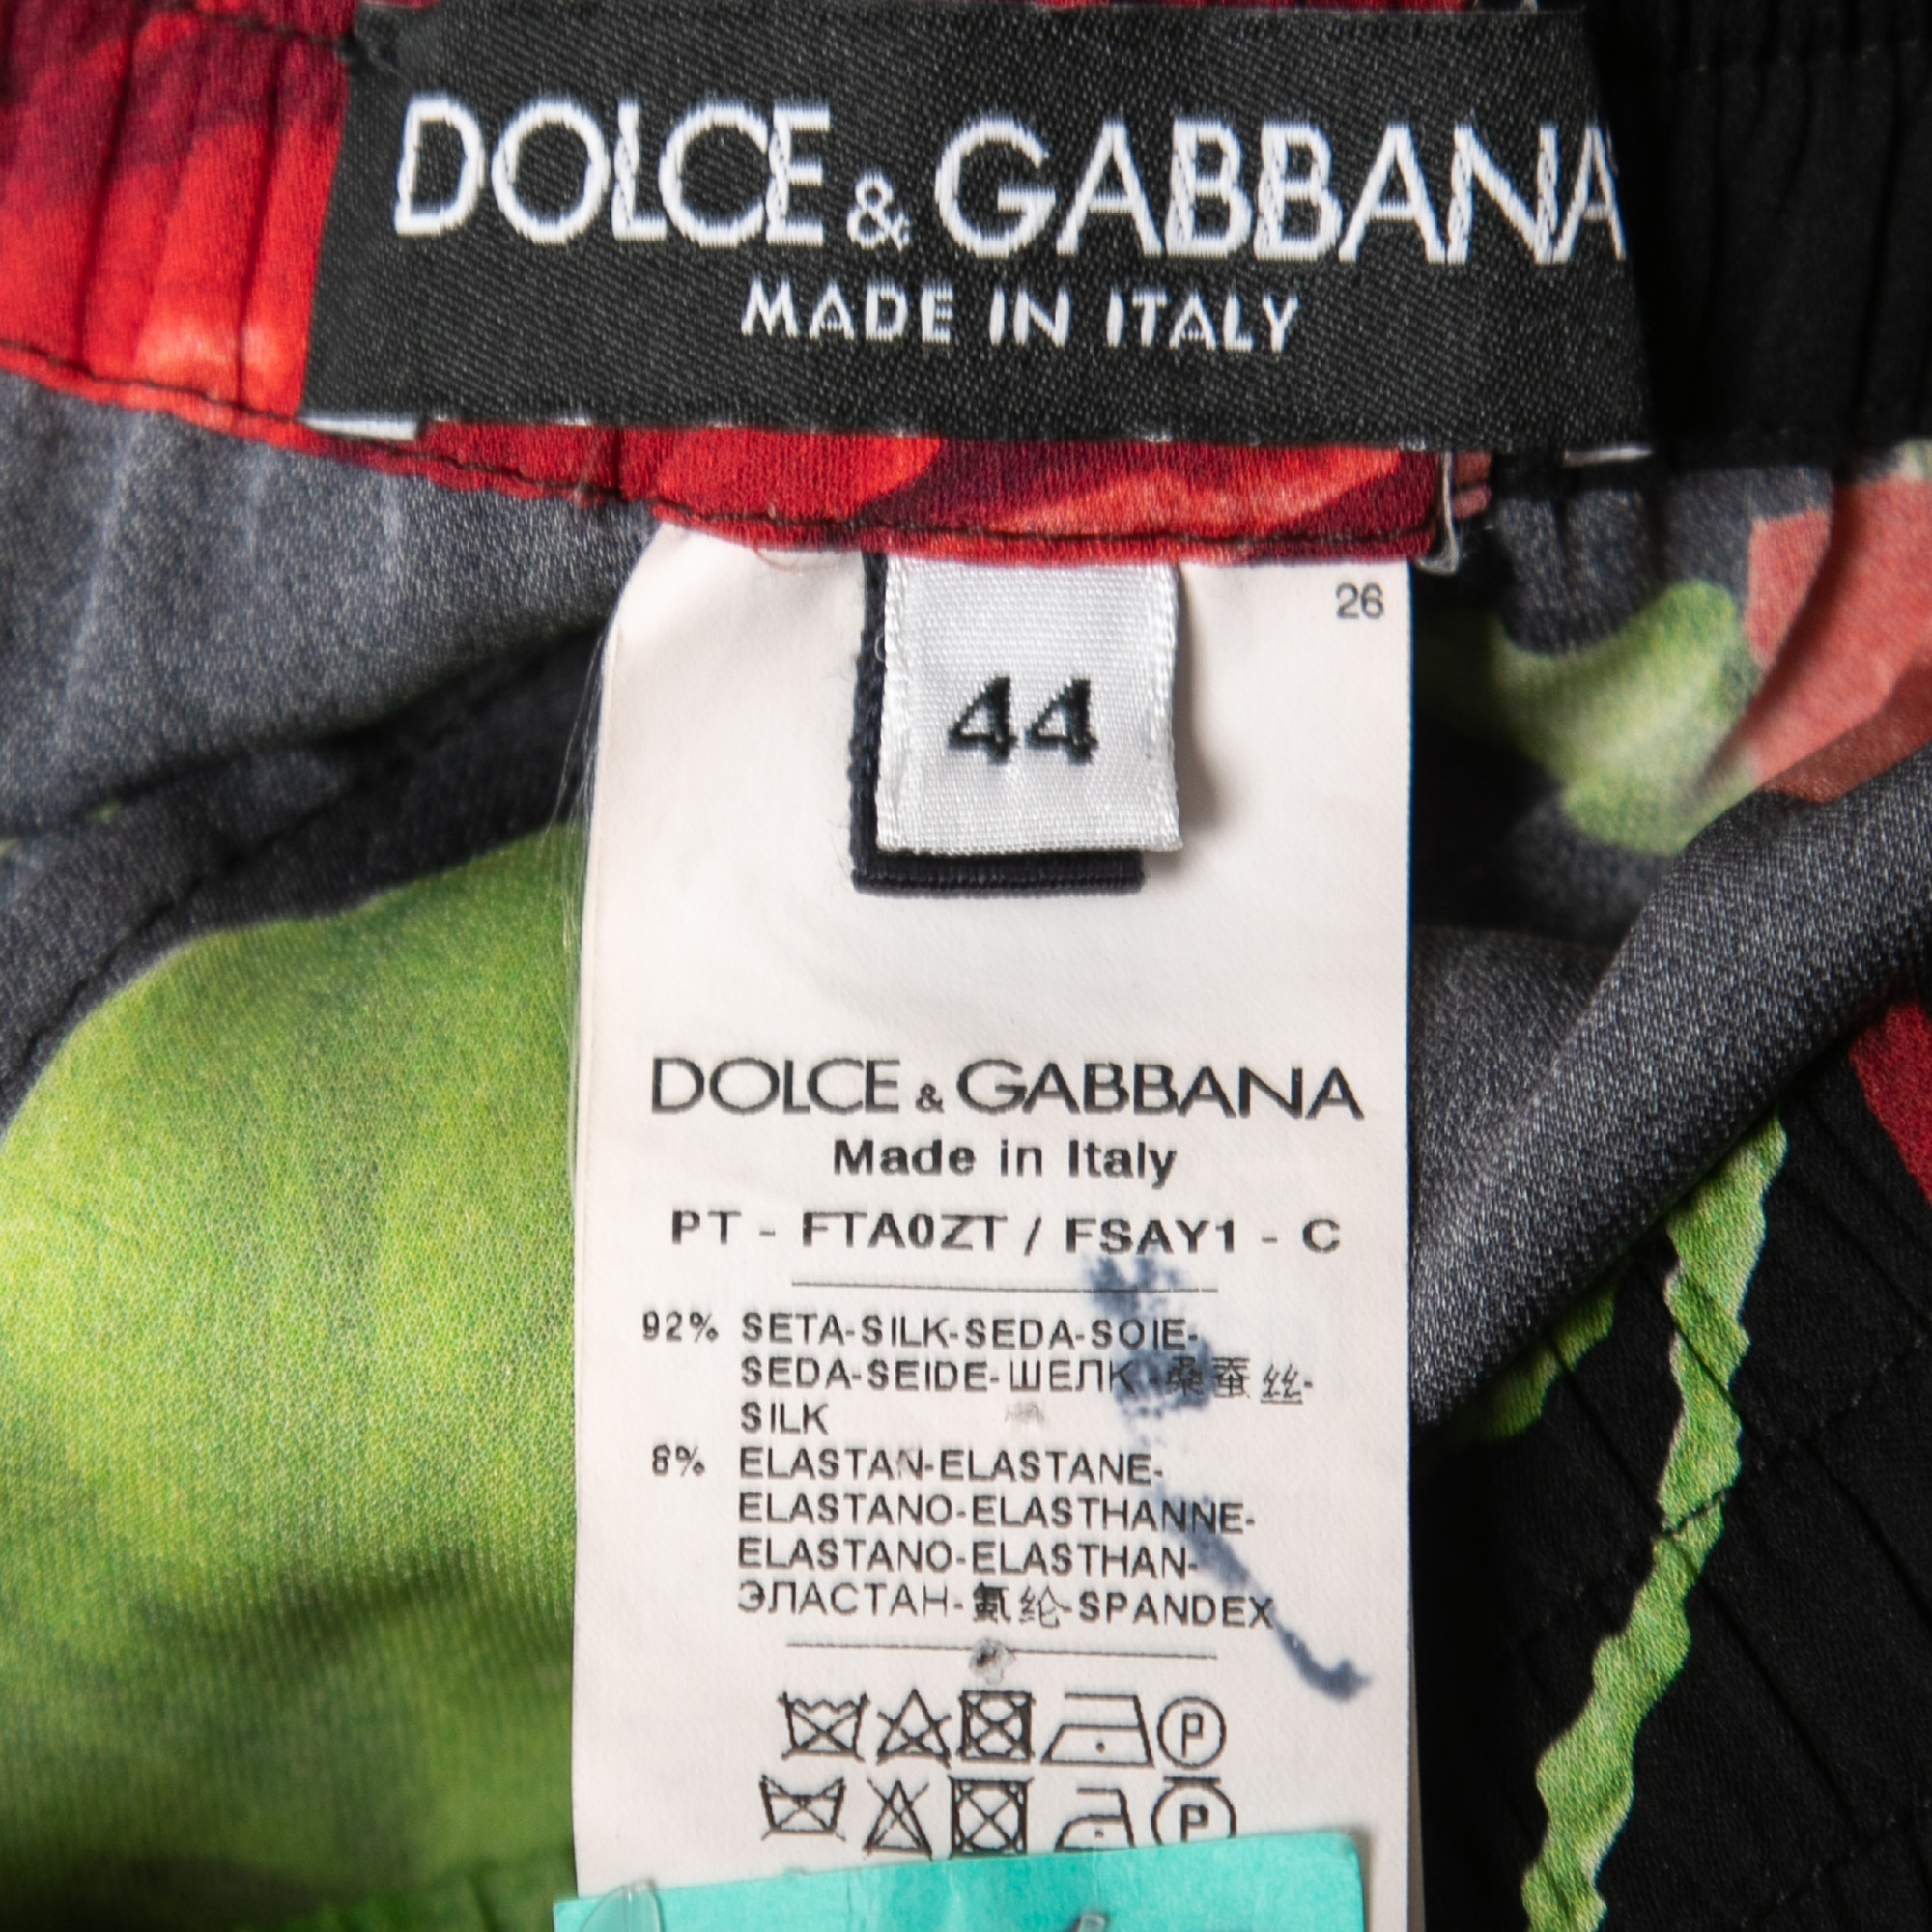 DOLCE & GABBANA
MADE IN ITALY
26
44
DOLCE & GABBANA
Made in Italy
PT - FTA0ZT / FSAY1 - C
92% SETA-SILK-SEDA-SOIE-
SEDA-SEIDE-ШЕЛК-桑蚕丝-
SILK
8% ELASTAN-ELASTANE-
ELASTANO-ELASTHANNE-
ELASTANO-ELASTHAN-
ЭЛАСТАН-氨纶-SPANDEX
P
P